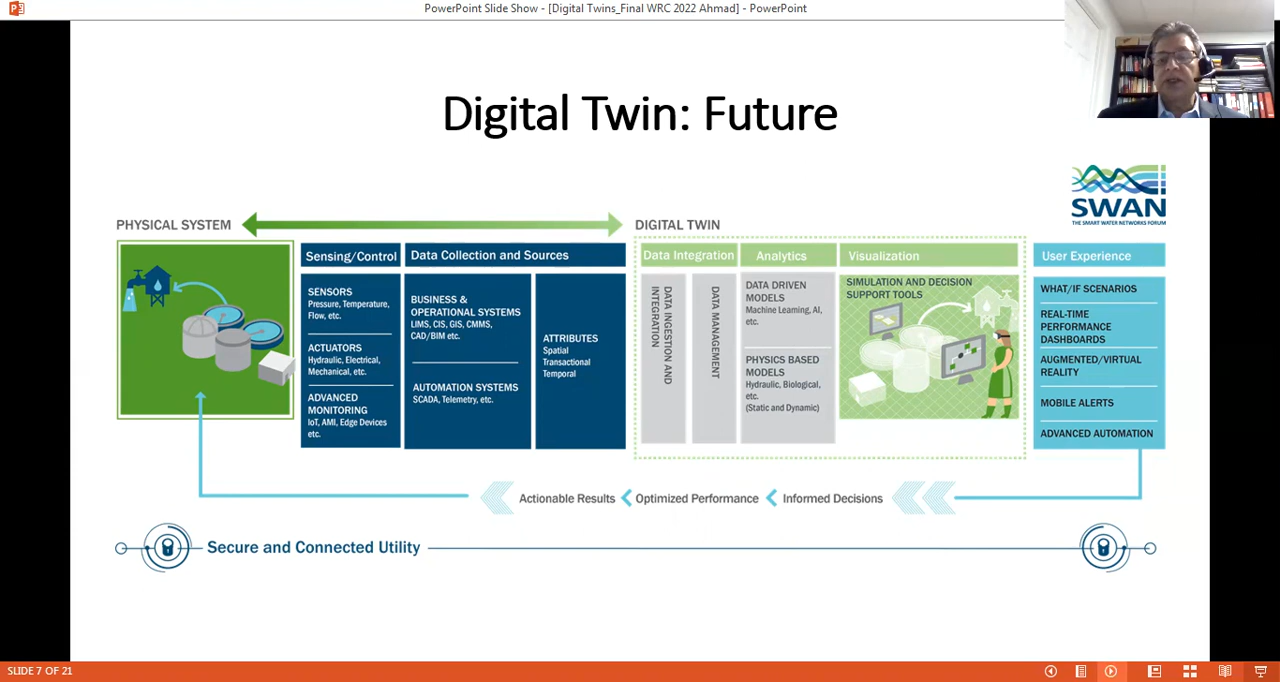 PowerPoint Slide Show - [Digital Twins_Final WRC 2022 Ahmad] - PowerPoint
Digital Twin: Future
SWAN
THE SMART WATER NETWORKS FORUM
PHYSICAL SYSTEM
DIGITAL TWIN
Sensing/Control
SENSORS
Pressure, Temperature,
Flow, etc.
ACTUATORS
Hydraulic, Electrical,
Mechanical, etc.
ADVANCED
MONITORING
IoT, AMI, Edge Devices
etc.
Data Collection and Sources
BUSINESS &
OPERATIONAL SYSTEMS
LIMS, CIS, GIS, CMMS,
CAD/BIM etc.
AUTOMATION SYSTEMS
SCADA, Telemetry, etc.
ATTRIBUTES
Spatial
Transactional
Temporal
Data Integration
DATA INGESTION AND
INTEGRATION
DATA MANAGEMENT
Analytics
DATA DRIVEN
MODELS
Machine Learning, AI,
etc.
PHYSICS BASED
MODELS
Hydraulic, Biological,
etc.
(Static and Dynamic)
Visualization
SIMULATION AND DECISION
SUPPORT TOOLS
User Experience
WHAT/IF SCENARIOS
REAL-TIME
PERFORMANCE
DASHBOARDS
AUGMENTED/VIRTUAL
REALITY
MOBILE ALERTS
ADVANCED AUTOMATION
Actionable Results
Optimized Performance
Informed Decisions
Secure and Connected Utility
SLIDE 7 OF 21